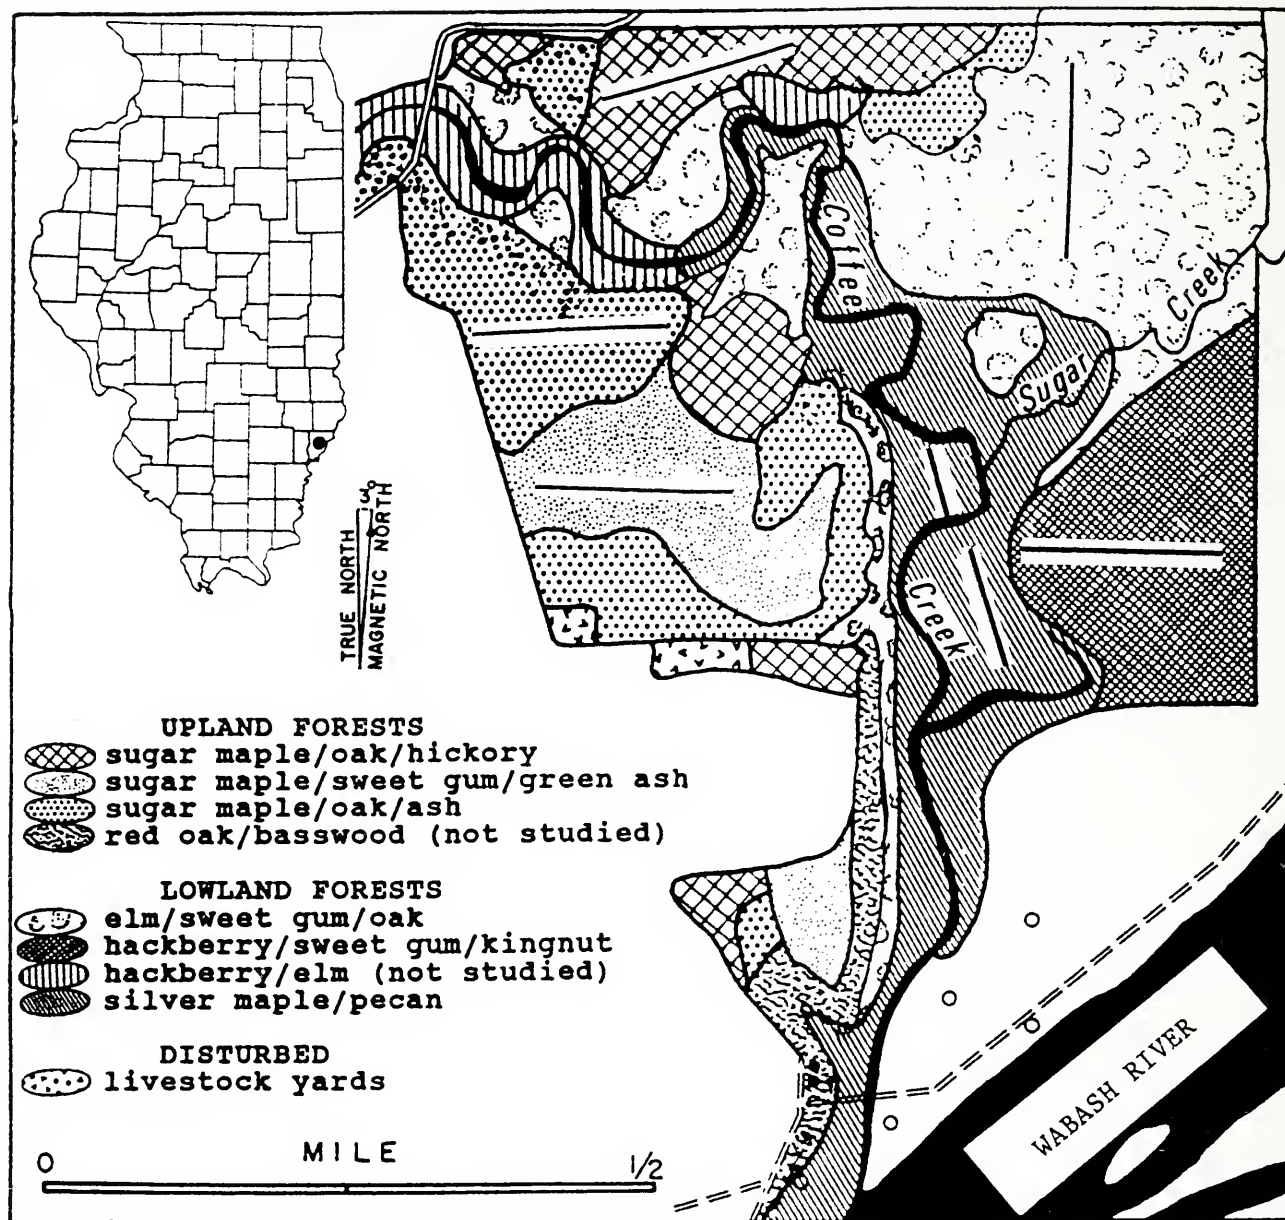 Coffee
Creek
Sugar
Creek
TRUE NORTH
MAGNETIC NORTH
3°
UPLAND FORESTS
sugar maple/oak/hickory
sugar maple/sweet gum/green ash
sugar maple/oak/ash
red oak/basswood (not studied)
LOWLAND FORESTS
elm/sweet gum/oak
hackberry/sweet gum/kingnut
hackberry/elm (not studied)
silver maple/pecan
DISTURBED
livestock yards
MILE
0
1/2
WABASH RIVER